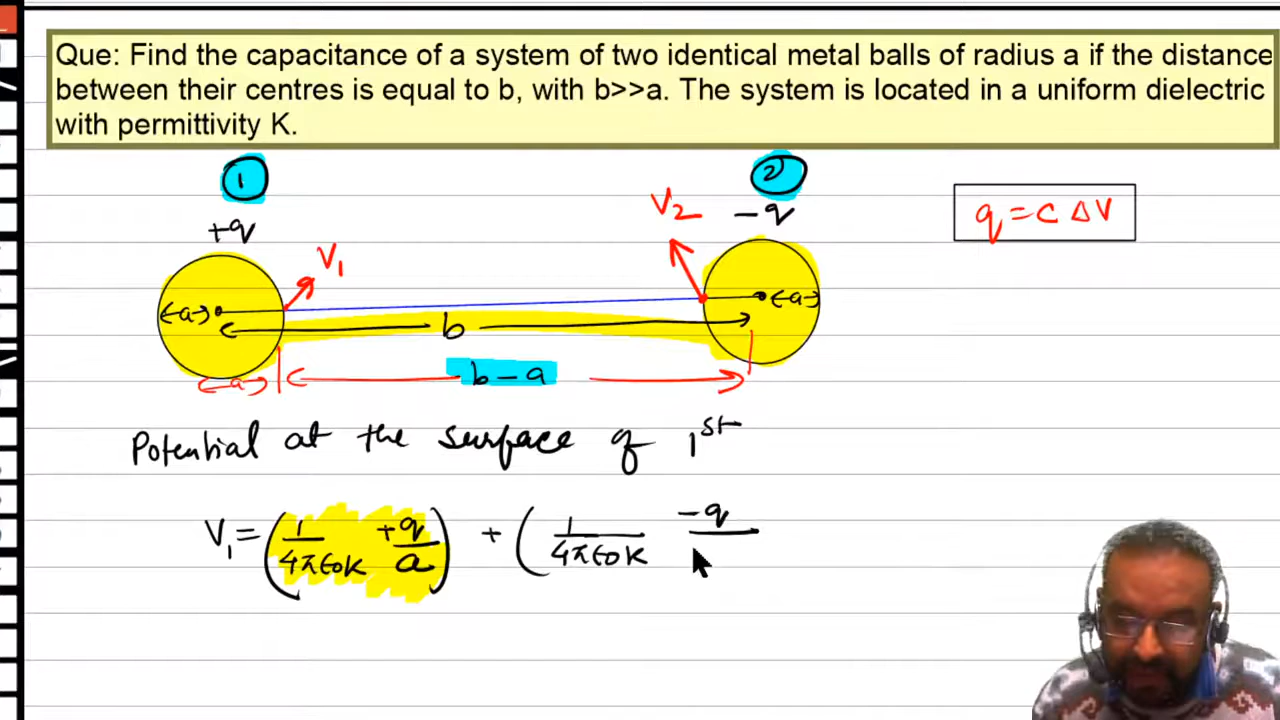 Que: Find the capacitance of a system of two identical metal balls of radius a if the distance
between their centres is equal to b, with b>>a. The system is located in a uniform dielectric
with permittivity K.
1
2
+q
V₁
V₂
-q
q = C ΔV
a
a
b
a
b - a
Potential at the surface of 1st
V₁ = (1/4πϵ0K +q/a) + (1/4πϵ0K -q/